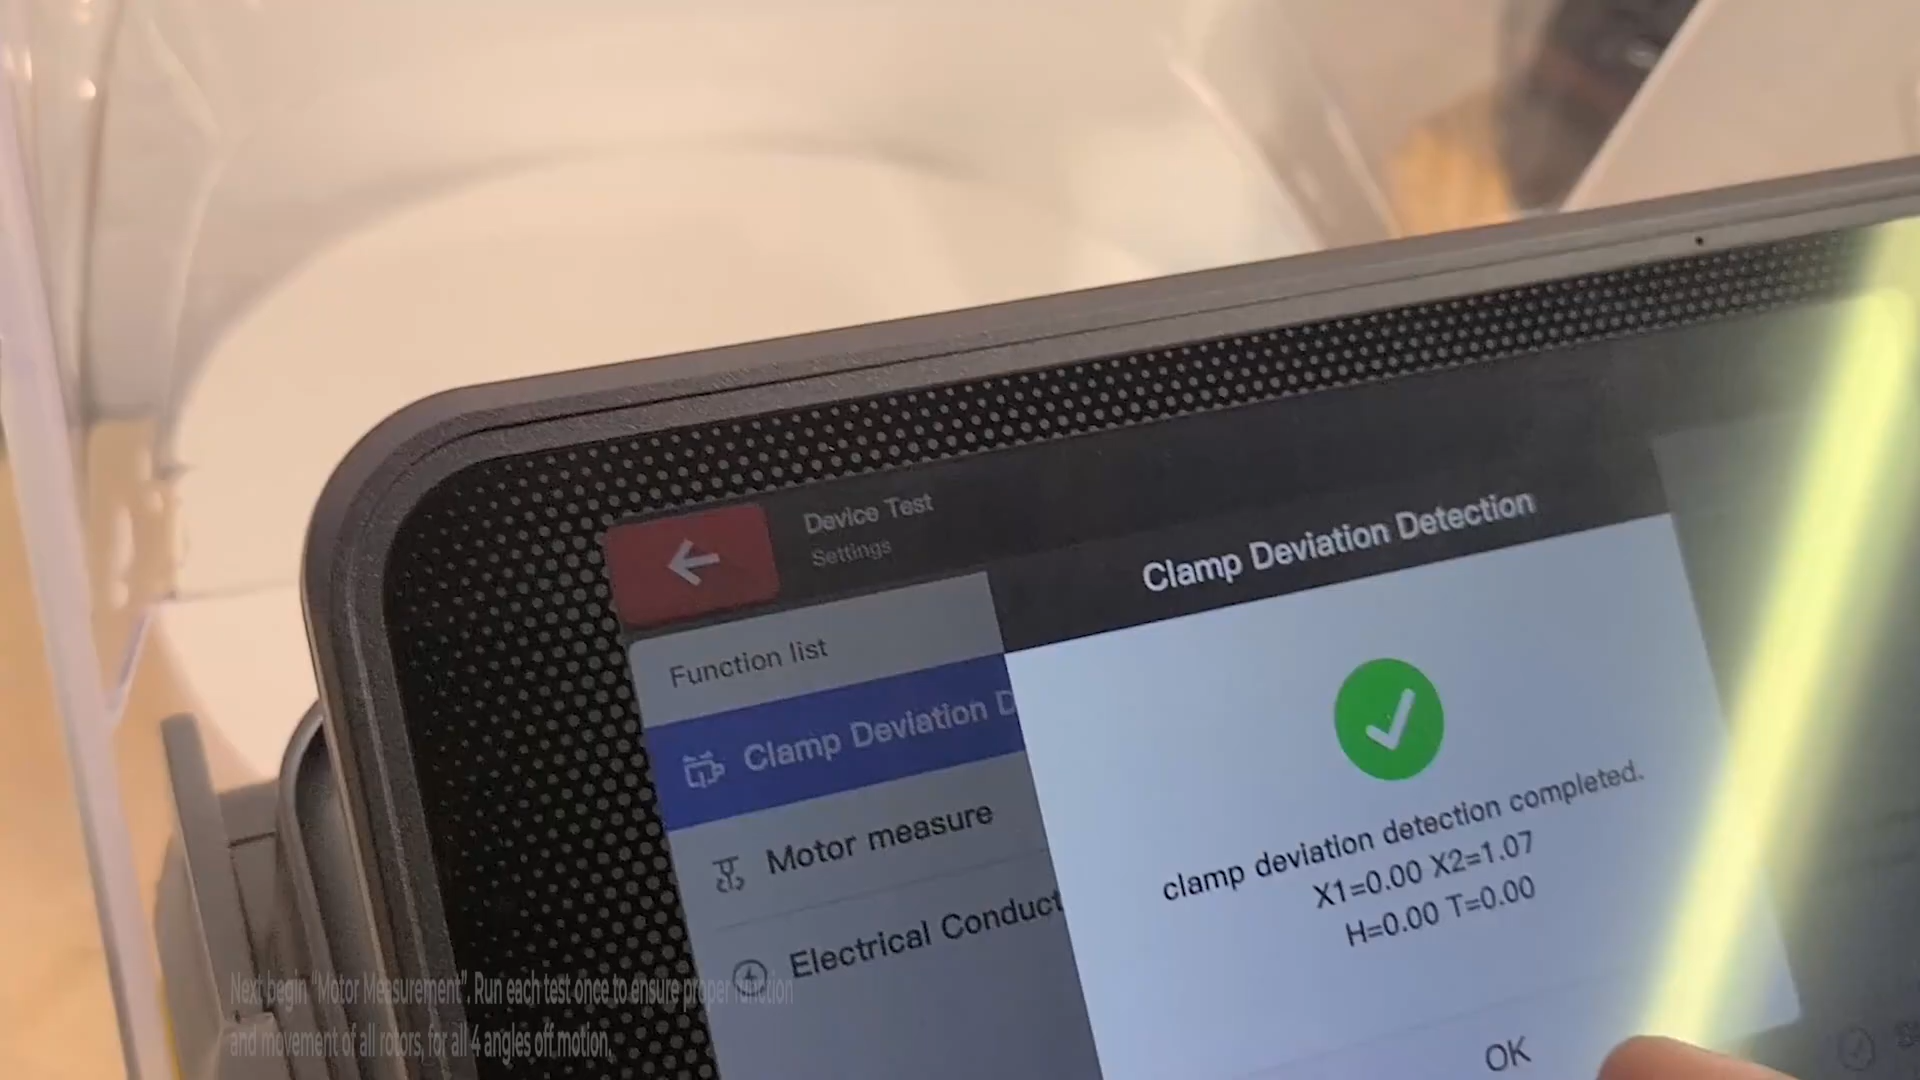 Device Test
Settings
Clamp Deviation Detection
Function list
Clamp Deviation D
Motor measure
Electrical Conduct
clamp deviation detection completed.
X1=0.00 X2=1.07
H=0.00 T=0.00
OK
Next begin “Motor Measurement”. Run each test once to ensure proper function
and movement of all rotors, for all 4 angles off motion.